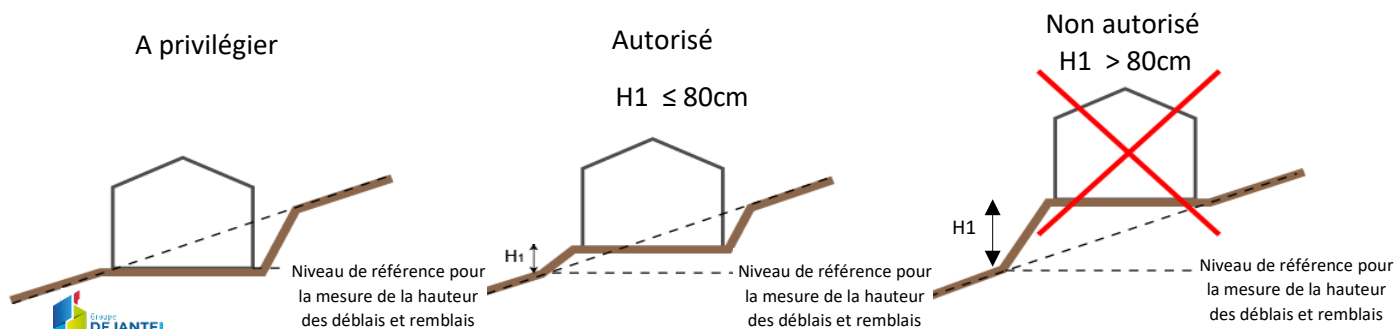 A privilégier
Niveau de référence pour
la mesure de la hauteur
des déblais et remblais
Groupe
DEJANTE
Autorisé
H1 ≤ 80cm
H1
Niveau de référence pour
la mesure de la hauteur
des déblais et remblais
Non autorisé
H1 > 80cm
H1
Niveau de référence pour
la mesure de la hauteur
des déblais et remblais